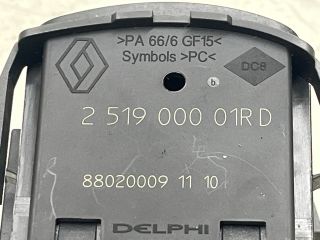 >PA 66/6 GF15<
Symbols >PC<
DC8
b
2 519 000 01R D
88020009 11 10
DELPHI